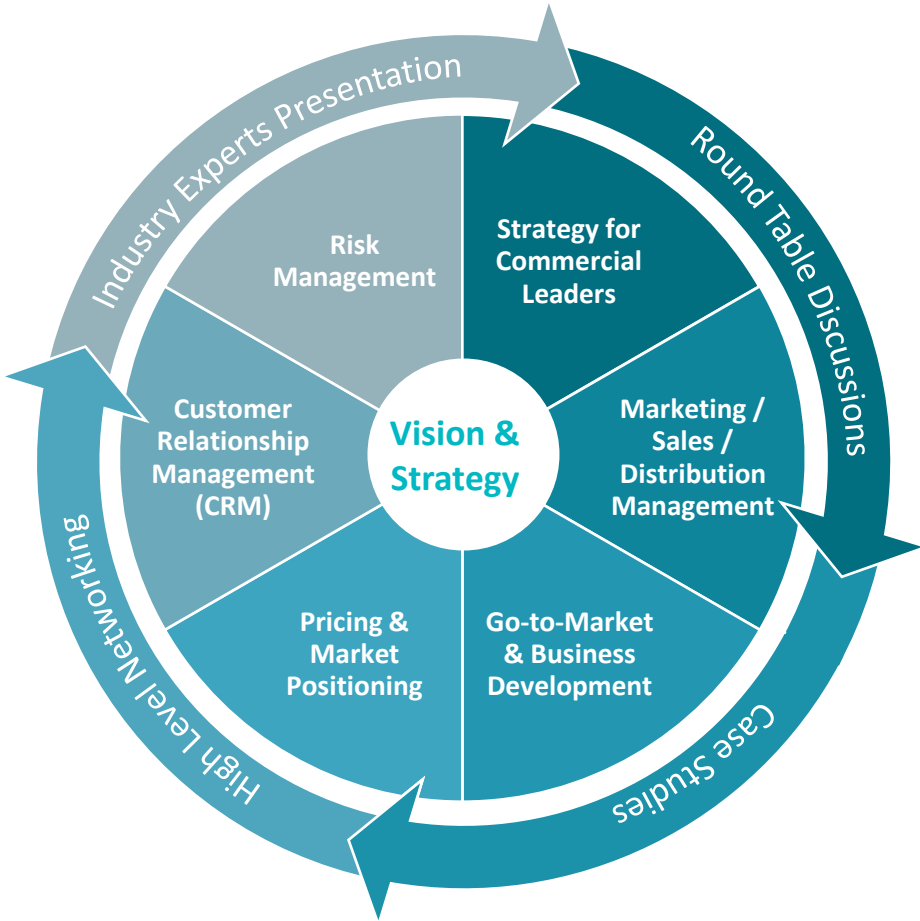 Industry Experts Presentation
Round Table Discussions
Case Studies
High Level Networking
Strategy for
Commercial
Leaders
Marketing /
Sales /
Distribution
Management
Go-to-Market
& Business
Development
Pricing &
Market
Positioning
Customer
Relationship
Management
(CRM)
Risk
Management
Vision &
Strategy